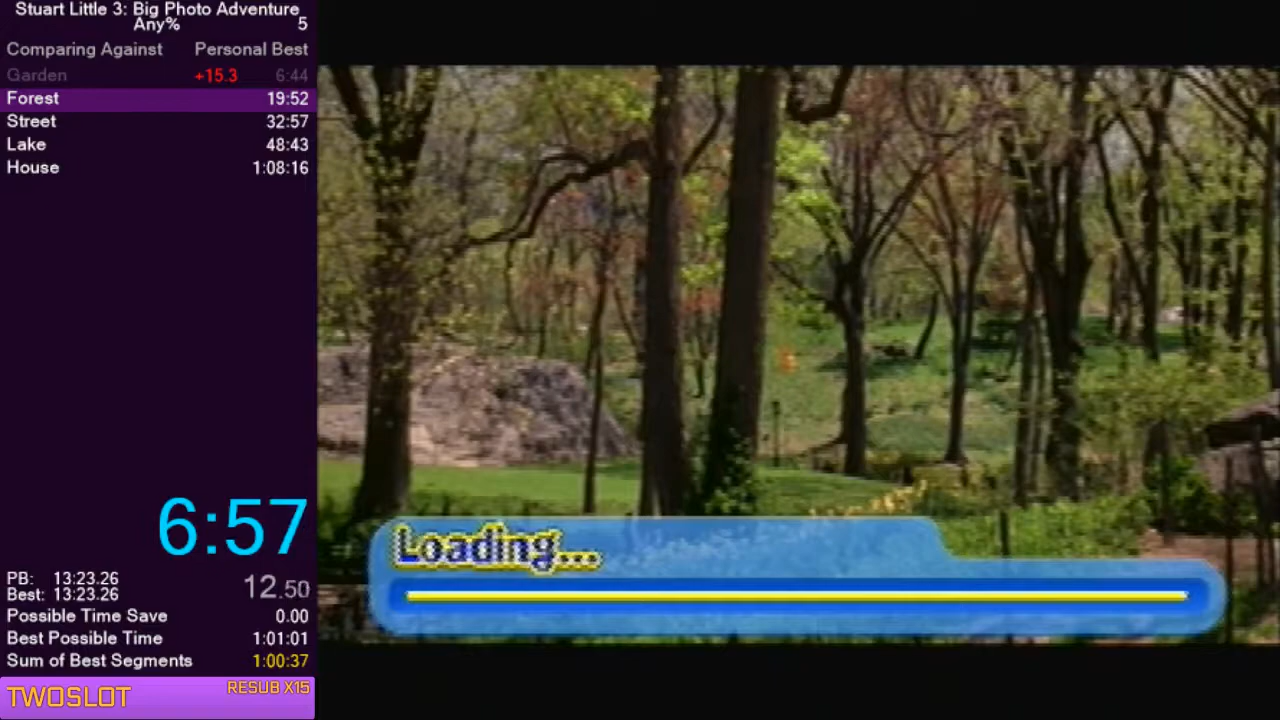 Stuart Little 3: Big Photo Adventure
Any% 5
Comparing Against Personal Best
Garden +15.3 6:44
Forest 19:52
Street 32:57
Lake 48:43
House 1:08:16
6:57
PB: 13:23.26
Best: 13:23.26
12.50
Possible Time Save 0.00
Best Possible Time 1:01:01
Sum of Best Segments 1:00:37
TWOSLOT RESUB X15
Loading...